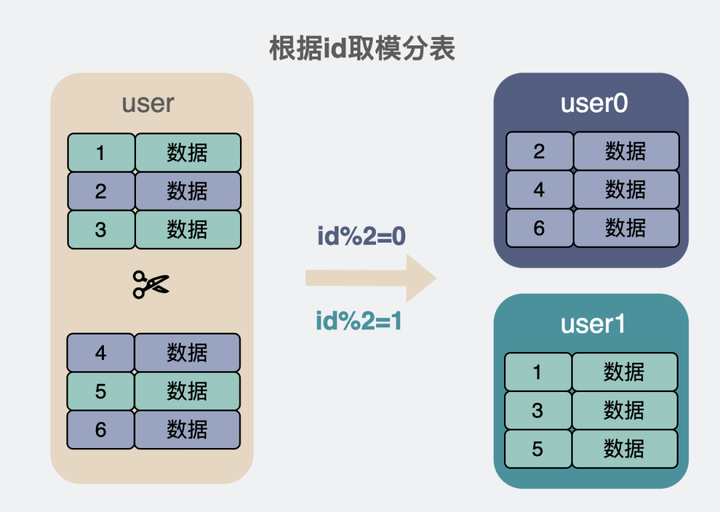 根据id取模分表
user
1 数据
2 数据
3 数据
4 数据
5 数据
6 数据
id%2=0
id%2=1
user0
2 数据
4 数据
6 数据
user1
1 数据
3 数据
5 数据